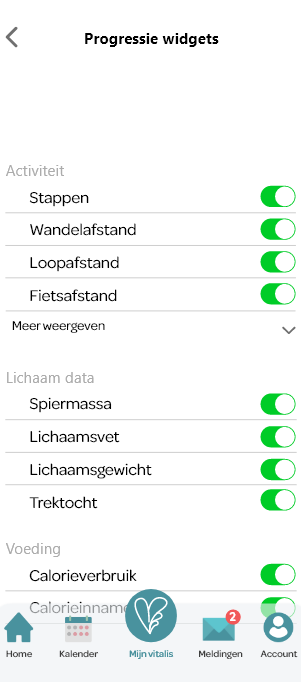 Progressie widgets
Activiteit
Stappen
Wandelafstand
Loopafstand
Fietsafstand
Meer weergeven
Lichaam data
Spiermassa
Lichaamsvet
Lichaamsgewicht
Trektocht
Voeding
Calorieverbruik
Calorieinname
2
Home Kalender Mijn vitalis Meldingen Account